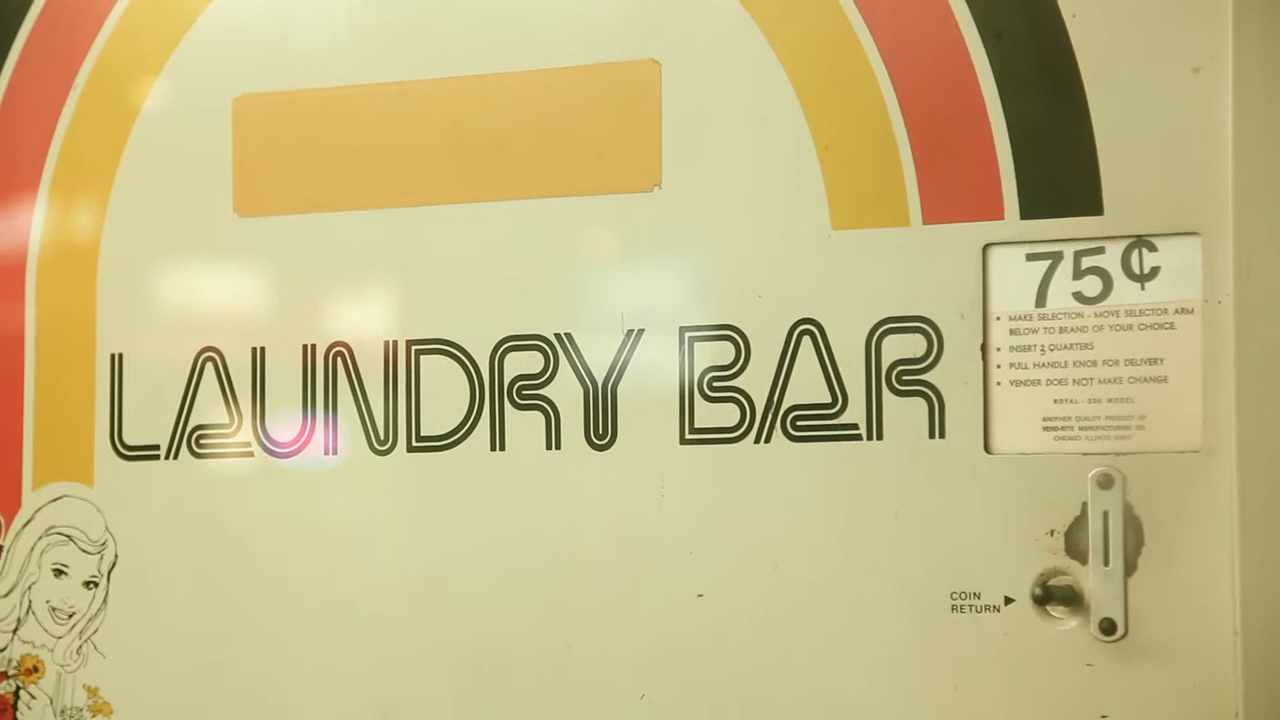 LAUNDRY BAR
75¢
MAKE SELECTION - MOVE SELECTOR ARM
BELOW TO BRAND OF YOUR CHOICE.
INSERT 3 QUARTERS
PULL HANDLE KNOB FOR DELIVERY
VENDER DOES NOT MAKE CHANGE
ROYAL - 200 MODEL
ANOTHER QUALITY PRODUCT OF
VEND-RITE MANUFACTURING CO.
CHICAGO, ILLINOIS
COIN
RETURN